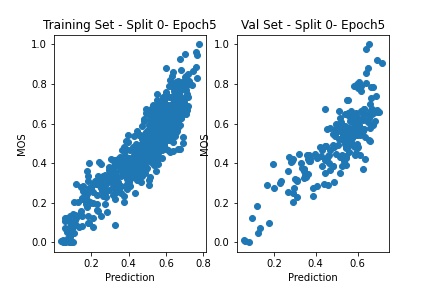 Training Set - Split 0- Epoch5
Val Set - Split 0- Epoch5
1.0
0.8
0.6
0.4
0.2
0.0
MOS
0.2 0.4 0.6 0.8
Prediction
1.0
0.8
0.6
0.4
0.2
0.0
MOS
0.2 0.4 0.6
Prediction